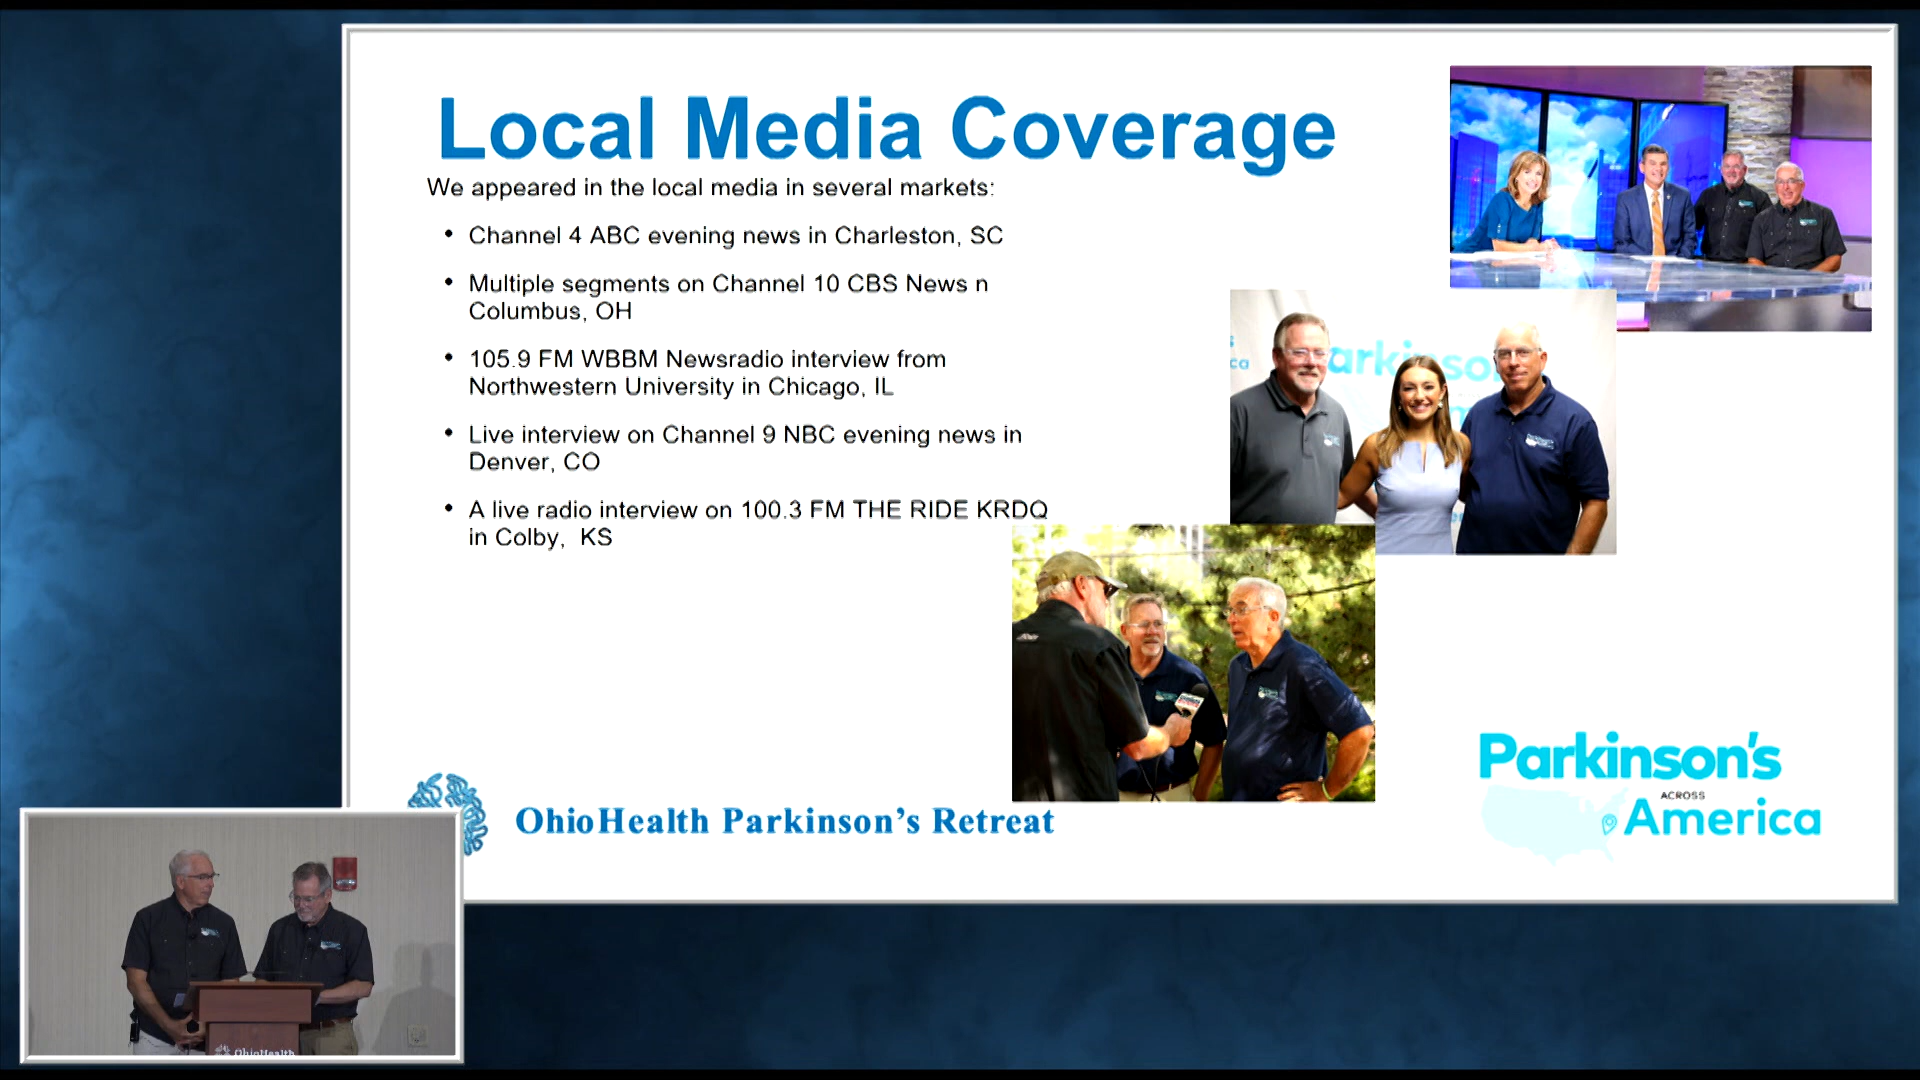 Local Media Coverage
We appeared in the local media in several markets:
• Channel 4 ABC evening news in Charleston, SC
• Multiple segments on Channel 10 CBS News n
Columbus, OH
• 105.9 FM WBBM Newsradio interview from
Northwestern University in Chicago, IL
• Live interview on Channel 9 NBC evening news in
Denver, CO
• A live radio interview on 100.3 FM THE RIDE KRDQ
in Colby,  KS
OhioHealth Parkinson's Retreat
Parkinson's
ACROSS
America
OhioHealth